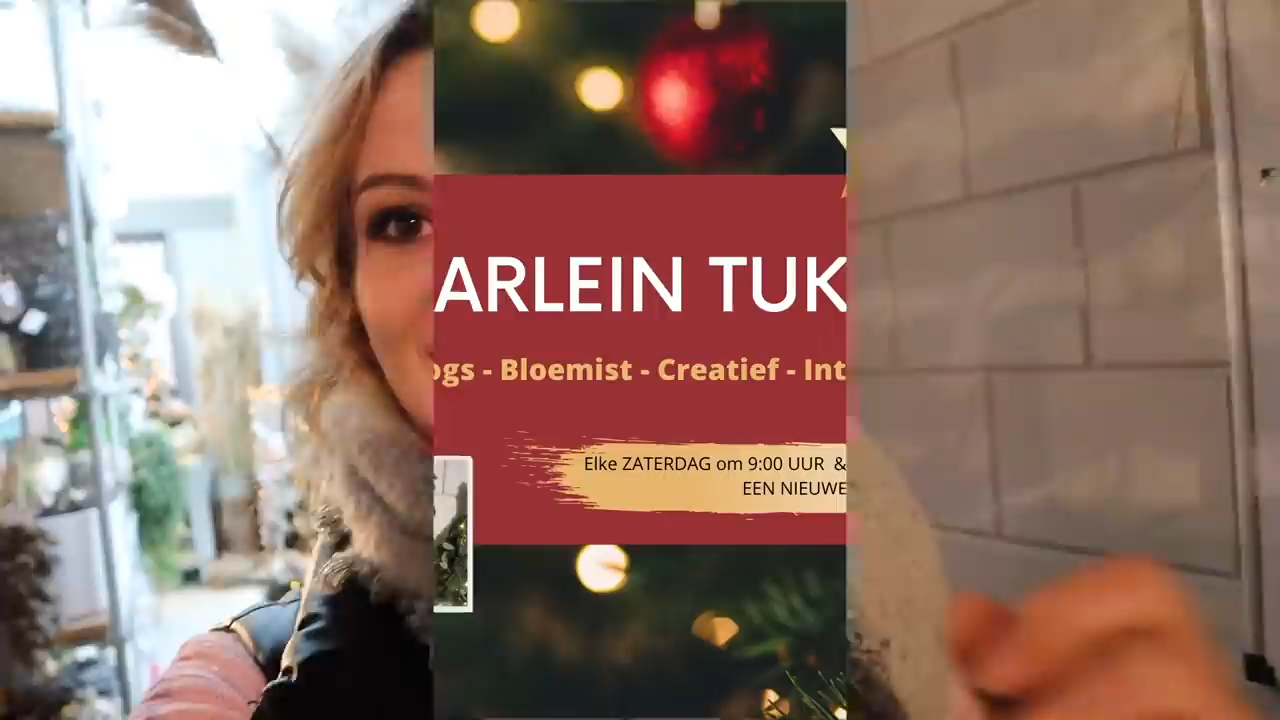 ARLEIN TUK
ogs - Bloemist - Creatief - Int
Elke ZATERDAG om 9:00 UUR &
EEN NIEUWE